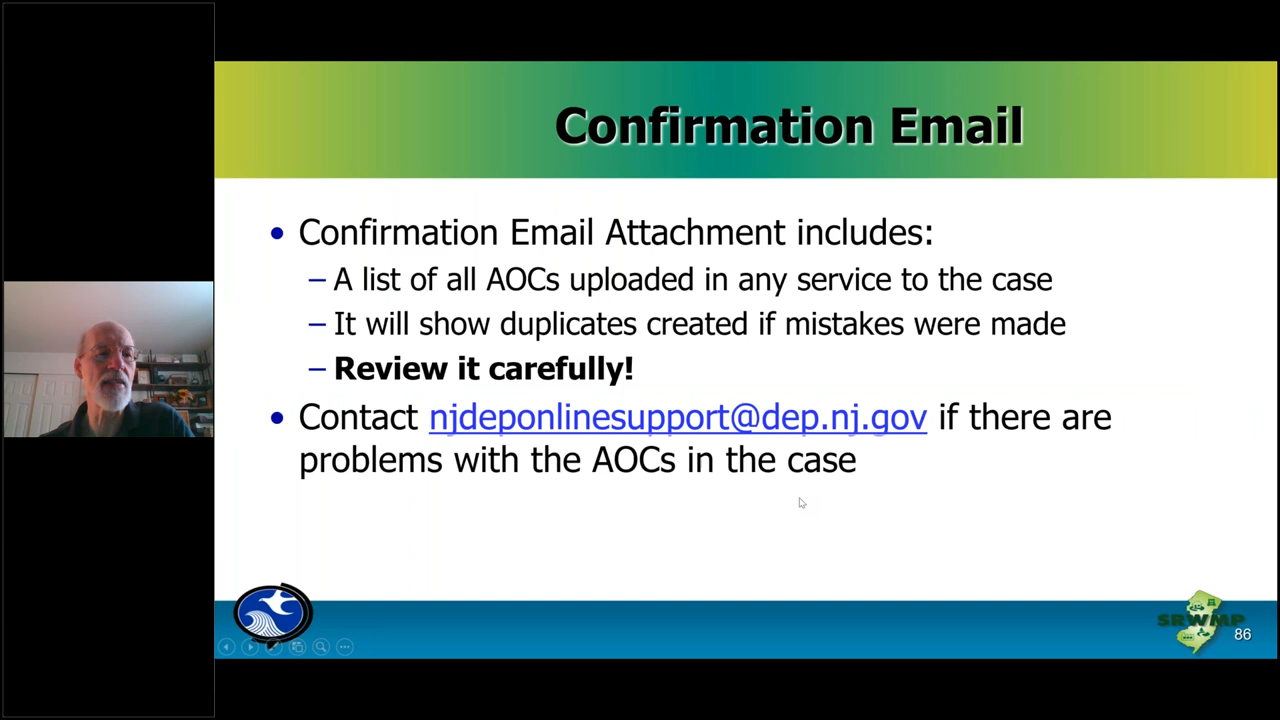 Confirmation Email
• Confirmation Email Attachment includes:
– A list of all AOCs uploaded in any service to the case
– It will show duplicates created if mistakes were made
– Review it carefully!
• Contact njdeponlinesupport@dep.nj.gov if there are
problems with the AOCs in the case
SRWMP
86